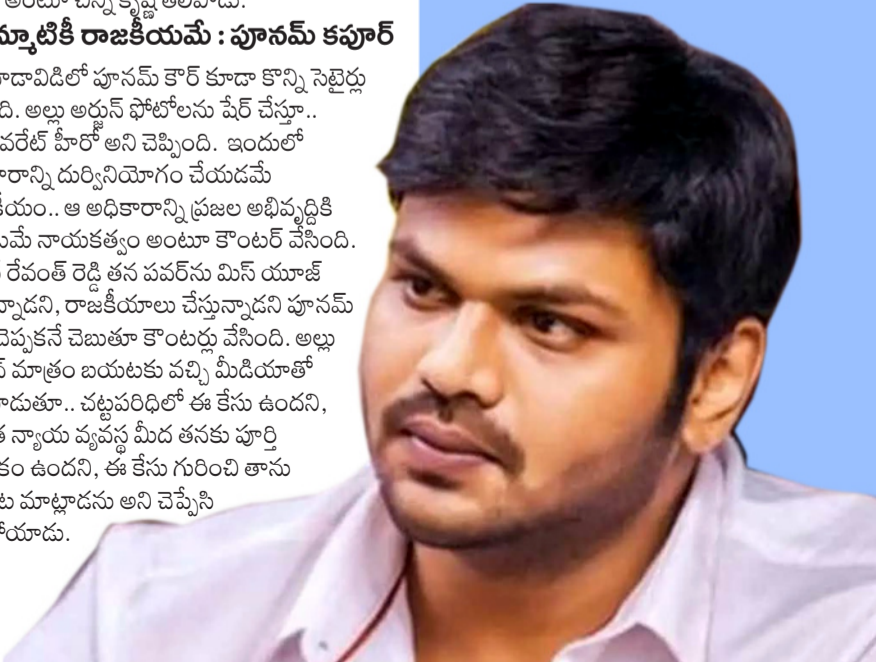 అంటూ చిన్ని కృష్ణ తెలిపాడు.
మ్మాటికీ రాజకీయమే : పూనమ్ కపూర్
డావిడిలో పూనమ్ కౌర్ కూడా కొన్ని సెటైర్లు
ది. అల్లు అర్జున్ ఫోటోలను షేర్ చేస్తూ..
వరేట్ హీరో అని చెప్పింది. ఇందులో
ారాన్ని దుర్వినియోగం చేయడమే
ీయం.. ఆ అధికారాన్ని ప్రజల అభివృద్దికి
మే నాయకత్వం అంటూ కౌంటర్ వేసింది.
రేవంత్ రెడ్డి తన పవర్‌ను మిస్ యూజ్
న్నాడని, రాజకీయాలు చేస్తున్నాడని పూనమ్
చెప్పకనే చెబుతూ కౌంటర్లు వేసింది. అల్లు
మాత్రం బయటకు వచ్చి మీడియాతో
ాడుతూ.. చట్టపరిధిలో ఈ కేసు ఉందని,
న్యాయ వ్యవస్థ మీద తనకు పూర్తి
కం ఉందని, ఈ కేసు గురించి తాను
ట మాట్లాడను అని చెప్పేసి
ోయాడు.